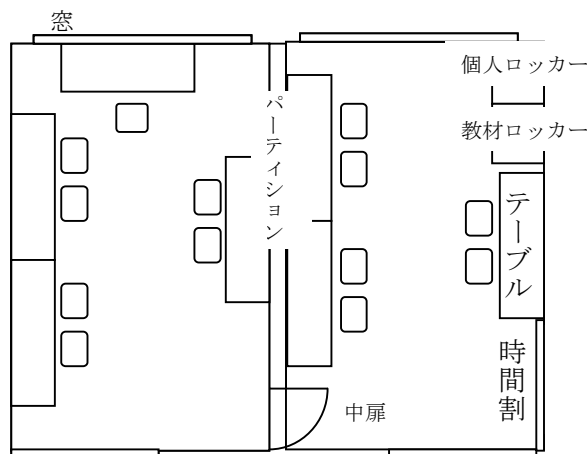 窓
個人ロッカー
教材ロッカー
パーティション
テーブル
時間割
中扉